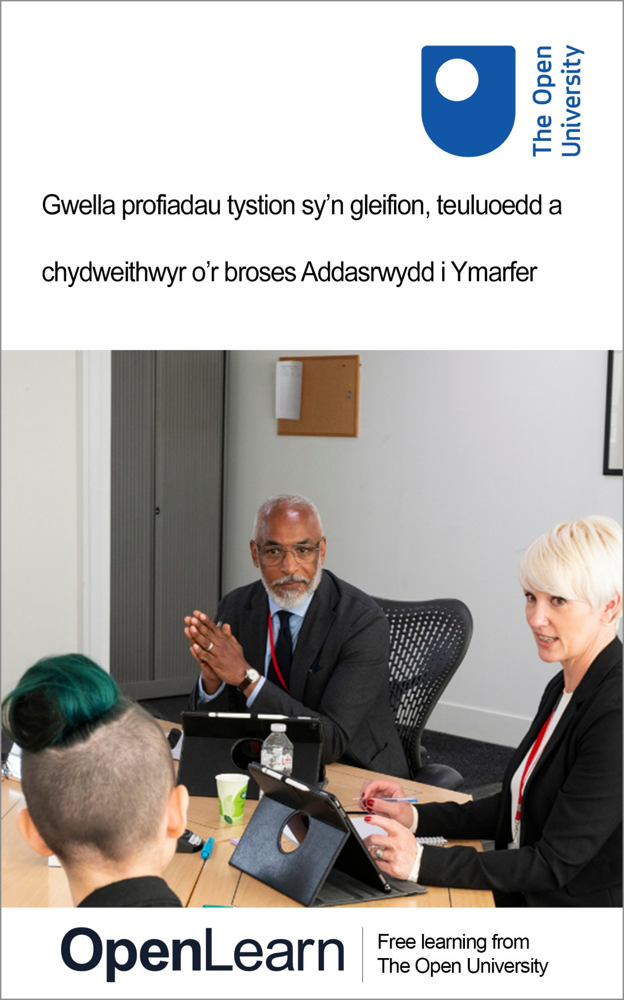 The Open
University
Gwella profiadau tystion sy’n gleifion, teuluoedd a
chydweithwyr o’r broses Addasrwydd i Ymarfer
OpenLearn
Free learning from
The Open University